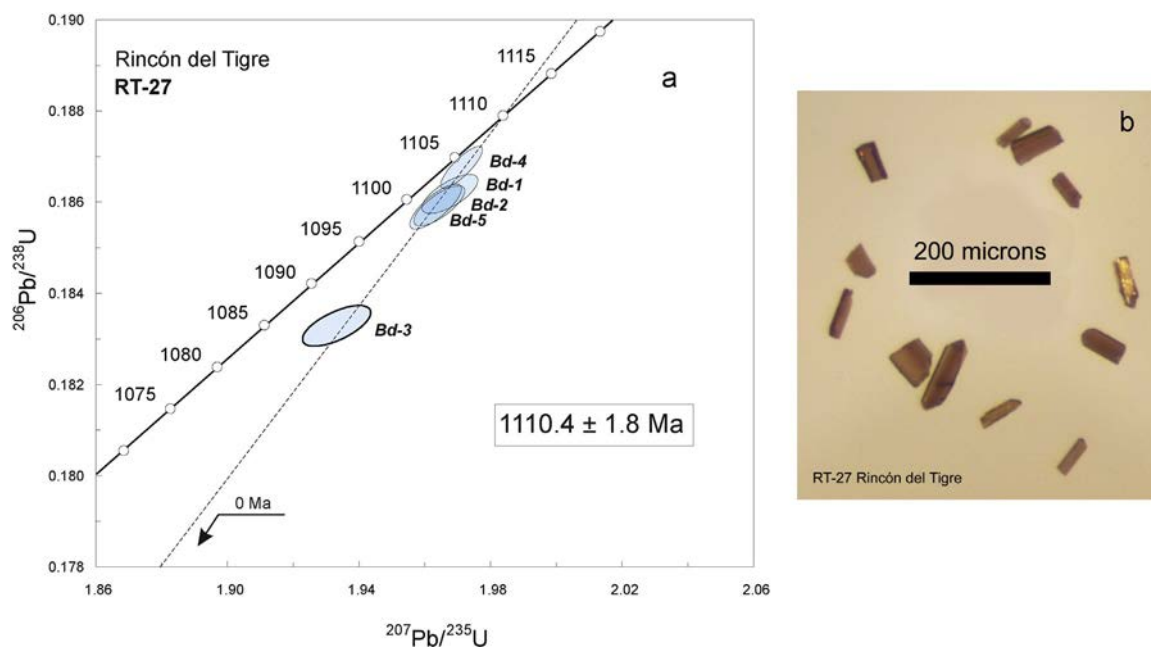 0.190
0.188
0.186
0.184
0.182
0.180
0.178
²⁰⁶Pb/²³⁸U
Rincón del Tigre
RT-27
a
1115
1110
1105
1100
1095
1090
1085
1080
1075
Bd-4
Bd-1
Bd-2
Bd-5
Bd-3
1110.4 ± 1.8 Ma
0 Ma
1.86
1.90
1.94
1.98
2.02
2.06
²⁰⁷Pb/²³⁵U
b
200 microns
RT-27 Rincón del Tigre